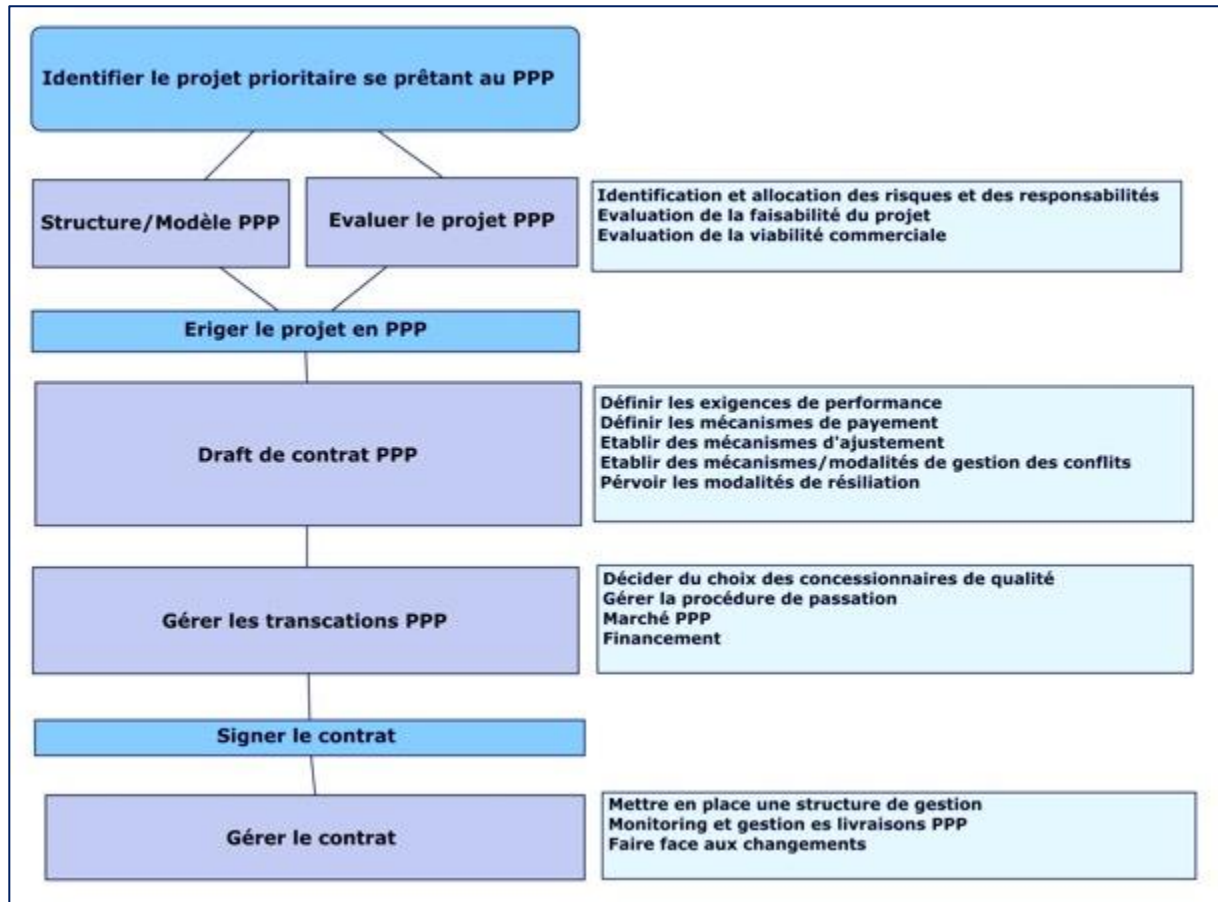 Identifier le projet prioritaire se prêtant au PPP
Structure/Modèle PPP
Evaluer le projet PPP
Identification et allocation des risques et des responsabilités
Evaluation de la faisabilité du projet
Evaluation de la viabilité commerciale
Eriger le projet en PPP
Draft de contrat PPP
Définir les exigences de performance
Définir les mécanismes de payement
Etablir des mécanismes d'ajustement
Etablir des mécanismes/modalités de gestion des conflits
Pérvoir les modalités de résiliation
Gérer les transcations PPP
Décider du choix des concessionnaires de qualité
Gérer la procédure de passation
Marché PPP
Financement
Signer le contrat
Gérer le contrat
Mettre en place une structure de gestion
Monitoring et gestion es livraisons PPP
Faire face aux changements